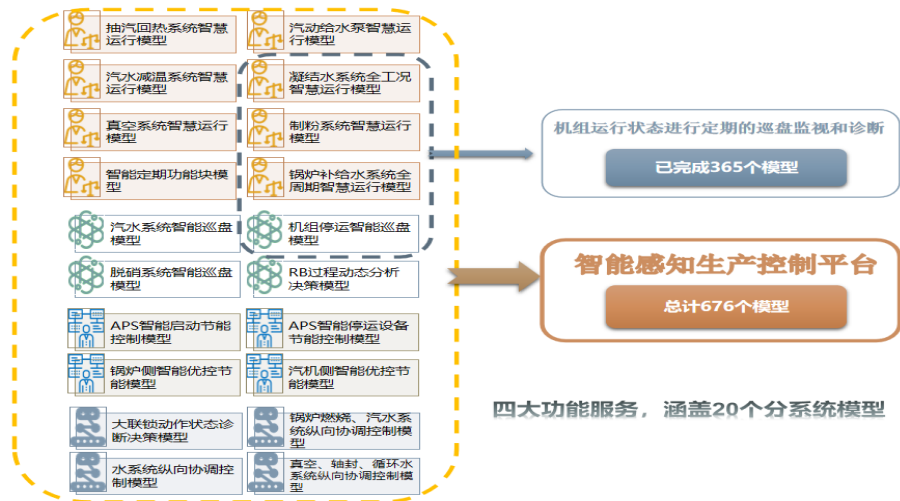 抽汽回热系统智慧
运行模型
汽动给水泵智慧运
行模型
汽水减温系统智慧
运行模型
凝结水系统全工况
智慧运行模型
真空系统智慧运行
模型
制粉系统智慧运行
模型
智能定期功能块模
型
锅炉补给水系统全
周期智慧运行模型
汽水系统智能巡盘
模型
机组停运智能巡盘
模型
脱硝系统智能巡盘
模型
RB过程动态分析
决策模型
APS智能启动节能
控制模型
APS智能停运设备
节能控制模型
锅炉侧智能优控节
能模型
汽机侧智能优控节
能模型
大联锁动作状态诊
断决策模型
锅炉燃烧、汽水系
统纵向协调控制模
型
水系统纵向协调控
制模型
真空、轴封、循环水
系统纵向协调控制模
型
机组运行状态进行定期的巡盘监视和诊断
已完成365个模型
智能感知生产控制平台
总计676个模型
四大功能服务，涵盖20个分系统模型